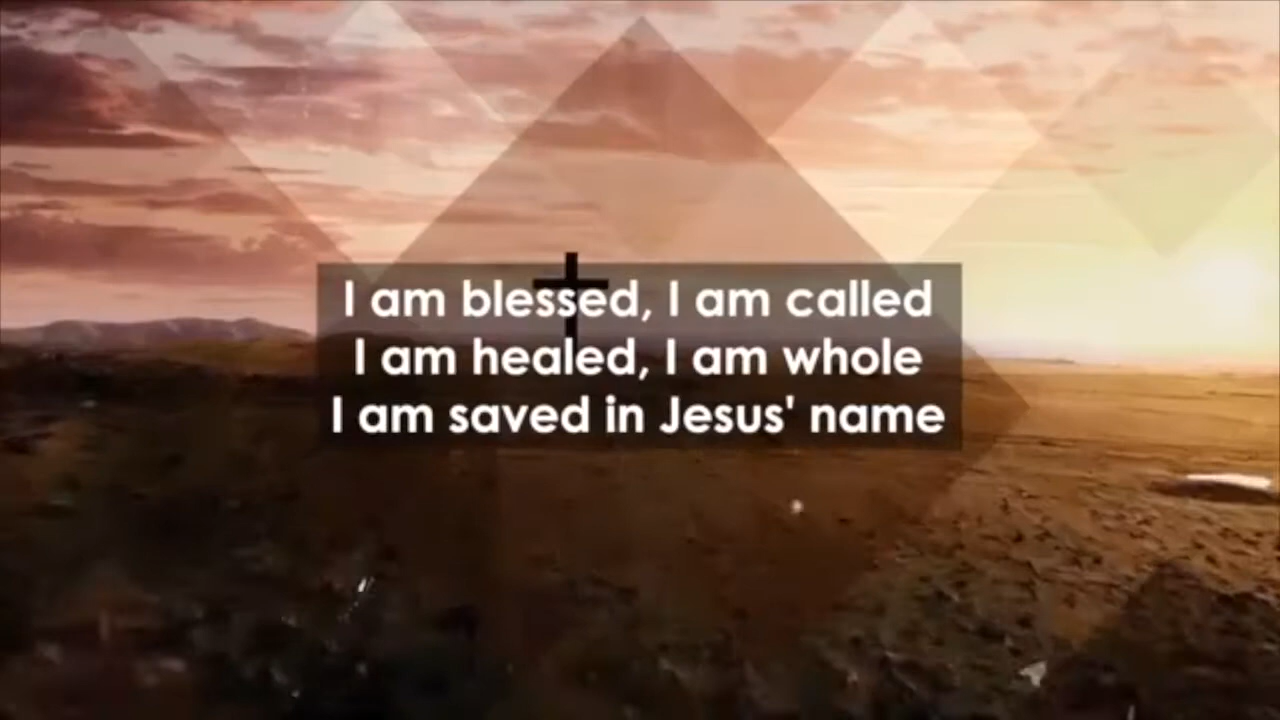 I am blessed, I am called
I am healed, I am whole
I am saved in Jesus' name